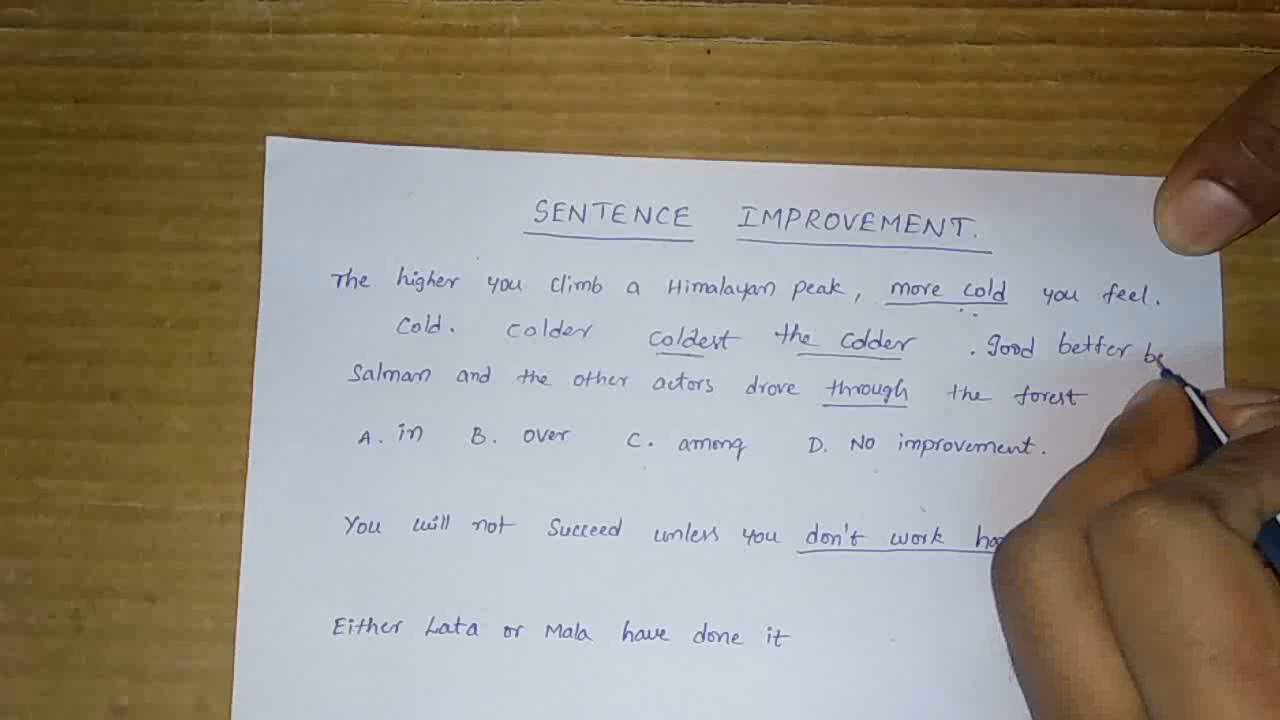 SENTENCE IMPROVEMENT.
The higher you climb a Himalayan peak, more cold you feel.
Cold. colder coldest the colder . Good better be
Salman and the other actors drove through the forest
A. in B. over C. among D. No improvement.
You will not succeed unless you don't work
Either Lata or Mala have done it